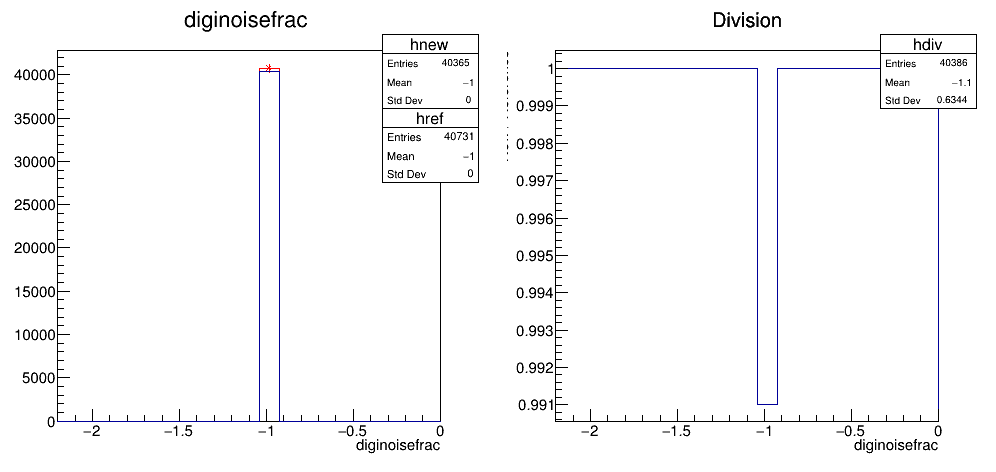 diginoisefrac
hnew
Entries 40365
Mean −1
Std Dev 0
href
Entries 40731
Mean −1
Std Dev 0
40000
35000
30000
25000
20000
15000
10000
5000
0
−2 −1.5 −1 −0.5 0
diginoisefrac
Division
hdiv
Entries 40386
Mean −1.1
Std Dev 0.6344
1
0.999
0.998
0.997
0.996
0.995
0.994
0.993
0.992
0.991
−2 −1.5 −1 −0.5 0
diginoisefrac